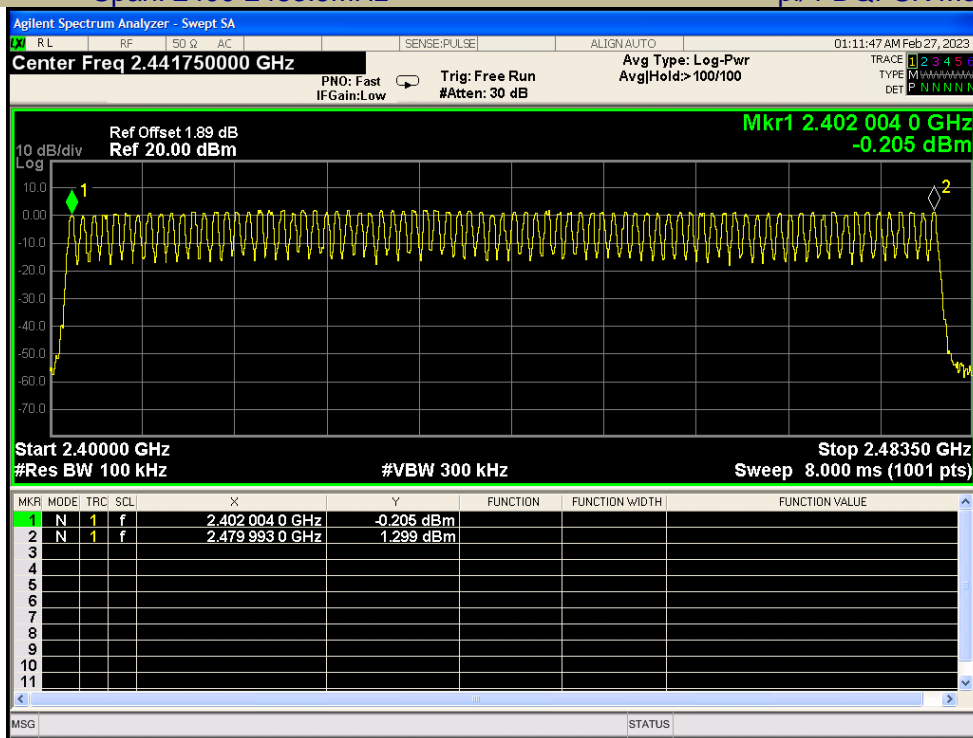 Agilent Spectrum Analyzer - Swept SA
LXI RL RF 50 Ω AC SENSE:PULSE ALIGN AUTO 01:11:47 AM Feb 27, 2023
Center Freq 2.441750000 GHz
PNO: Fast
IFGain:Low
Trig: Free Run
#Atten: 30 dB
Avg Type: Log-Pwr
Avg|Hold:>100/100
TRACE 1 2 3 4 5 6
TYPE M
DET P N N N N N
Mkr1 2.402 004 0 GHz
-0.205 dBm
Ref Offset 1.89 dB
10 dB/div Ref 20.00 dBm
Log
10.0
0.00
-10.0
-20.0
-30.0
-40.0
-50.0
-60.0
-70.0
1
2
Start 2.40000 GHz Stop 2.48350 GHz
#Res BW 100 kHz #VBW 300 kHz Sweep 8.000 ms (1001 pts)
MKR MODE TRC SCL X Y FUNCTION FUNCTION WIDTH FUNCTION VALUE
1 N 1 f 2.402 004 0 GHz -0.205 dBm
2 N 1 f 2.479 993 0 GHz 1.299 dBm
3
4
5
6
7
8
9
10
11
MSG STATUS